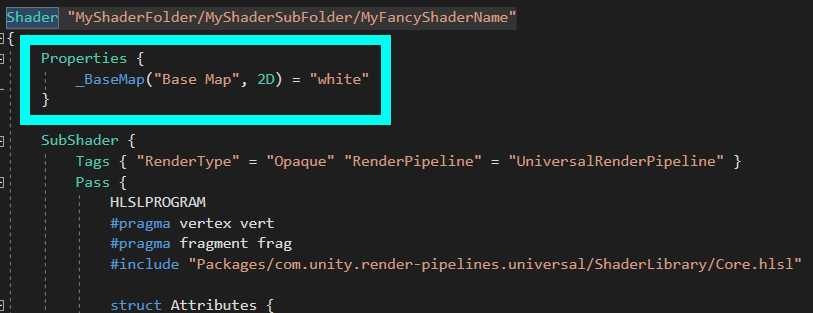 Shader "MyShaderFolder/MyShaderSubFolder/MyFancyShaderName"
{
Properties {
_BaseMap("Base Map", 2D) = "white"
}
SubShader {
Tags { "RenderType" = "Opaque" "RenderPipeline" = "UniversalRenderPipeline" }
Pass {
HLSLPROGRAM
#pragma vertex vert
#pragma fragment frag
#include "Packages/com.unity.render-pipelines.universal/ShaderLibrary/Core.hlsl"
struct Attributes {